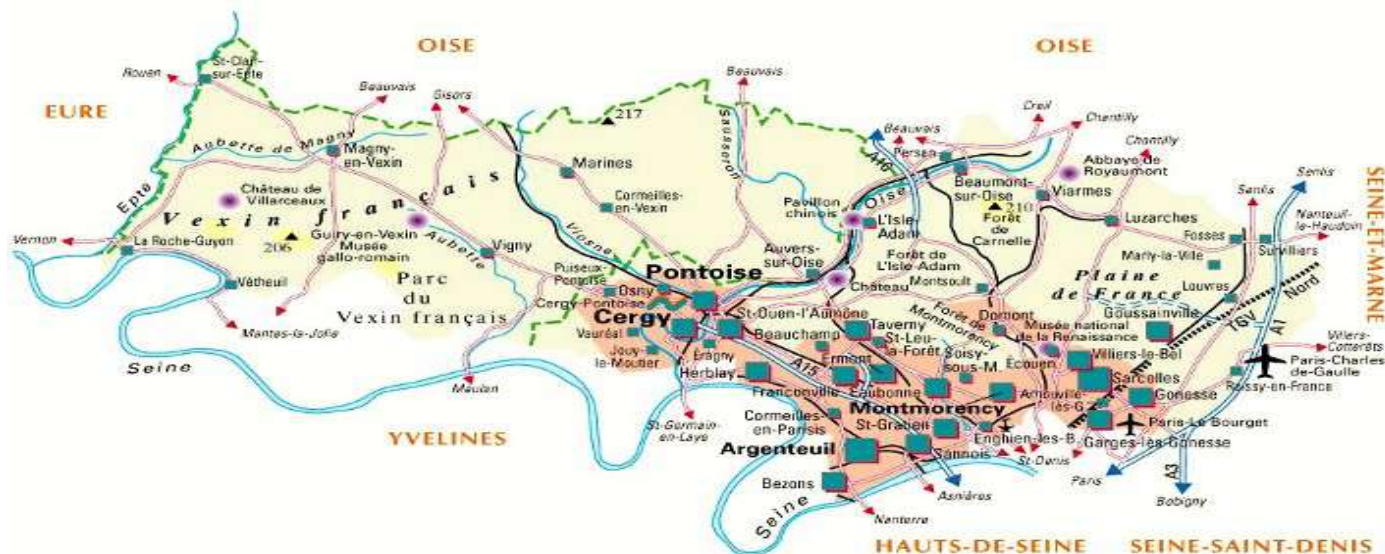 OISE
OISE
EURE
SEINE-ET-MARNE
YVELINES
HAUTS-DE-SEINE
SEINE-SAINT-DENIS
Rouen
St-Clair-
sur-Epte
Beauvais
Gisors
217
Beauvais
Creil
Chantilly
Chantilly
Beauvais
A16
Persan
Aubette de Magny
Magny-
en-Vexin
Marines
Sausseron
Oise
Beaumont-
sur-Oise
Abbaye de
Royaumont
Viarmes
Senlis
Senlis
Epte
Château de
Villarceaux
Vexin français
Cormeilles-
en-Vexin
Pavillon
chinois
L'Isle-
Adam
210
Forêt
de
Carnelle
Luzarches
Nanteuil-
le-Haudoin
Vernon
La Roche-Guyon
206
Guiry-en-Vexin
Musée
gallo-romain
Aubette
Vigny
Viosne
Auvers-
sur-Oise
Forêt de
L'Isle-Adam
Fosses
Survilliers
Marly-la-Ville
Vétheuil
Parc
du
Vexin français
Puiseux-
Pontoise
Pontoise
Château
Montsoult
Plaine
de France
Louvres
Nord
Osny
Cergy-Pontoise
Cergy
St-Ouen-l'Aumône
Forêt de
Montmorency
Domont
Goussainville
TGV
A1
Mantes-la-Jolie
Vauréal
Jouy-
le-Moutier
Éragny
Beauchamp
Taverny
St-Leu-
la-Forêt
Musée national
de la Renaissance
Écouen
Villiers-le-Bel
Villers-
Cotterêts
Paris-Charles
de-Gaulle
Roissy-en-France
Seine
Meulan
Herblay
A15
Ermont
Soisy-
sous-M.
Sarcelles
Franconville
Eaubonne
Arnouville-
lès-G.
Gonesse
St-Germain-
en-Laye
Cormeilles-
en-Parisis
Montmorency
St-Gratien
Enghien-les-B.
Paris-Le Bourget
Garges-lès-Gonesse
Argenteuil
Sannois
St-Denis
Bezons
Asnières
Paris
A3
Bobigny
Seine
Nanterre